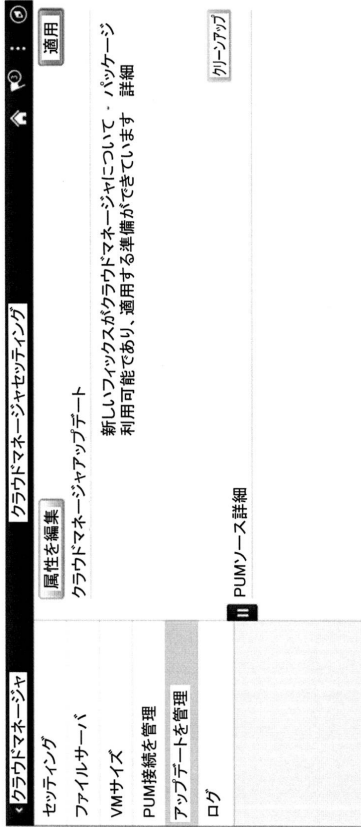 クラウドマネージャ
クラウドマネージャセッティング
3
セッティング
ファイルサーバ
VMサイズ
PUM接続を管理
アップデートを管理
ログ
属性を編集
適用
クラウドマネージャアップデート
新しいフィックスがクラウドマネージャについて - パッケージ
利用可能であり、適用する準備ができています 詳細
クリーンアップ
PUMソース詳細